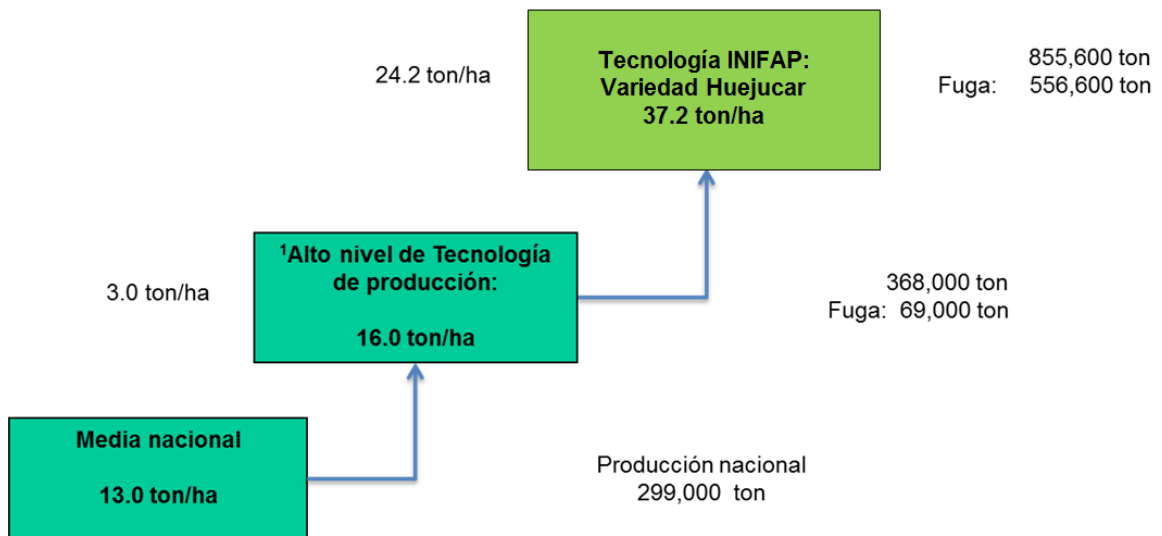 24.2 ton/ha
Tecnología INIFAP:
Variedad Huejucar
37.2 ton/ha
855,600 ton
Fuga: 556,600 ton
3.0 ton/ha
¹Alto nivel de Tecnología
de producción:
16.0 ton/ha
368,000 ton
Fuga: 69,000 ton
Media nacional
13.0 ton/ha
Producción nacional
299,000 ton